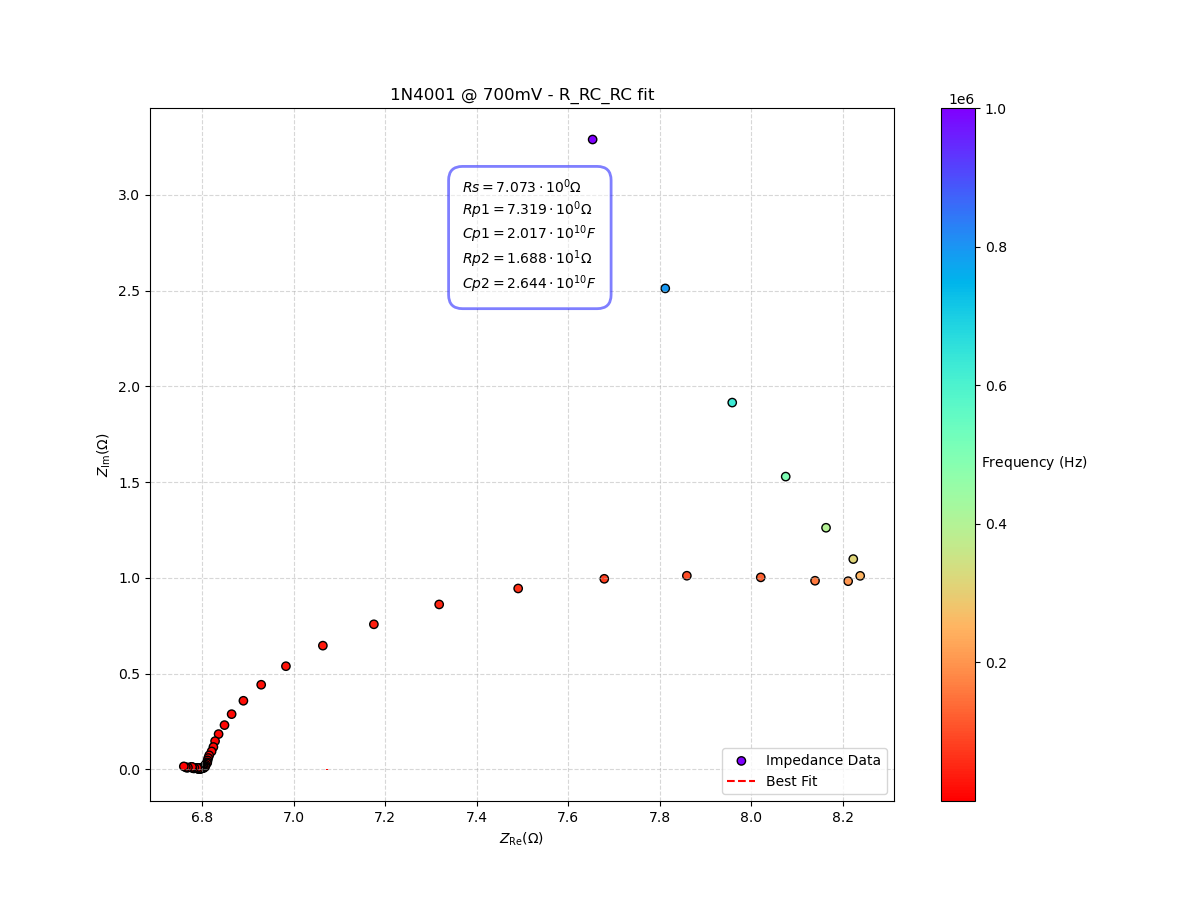 1N4001 @ 700mV - R_RC_RC fit
1e6
Rs = 7.073 · 10⁰Ω
Rp1 = 7.319 · 10⁰Ω
Cp1 = 2.017 · 10¹⁰F
Rp2 = 1.688 · 10¹Ω
Cp2 = 2.644 · 10¹⁰F
3.0
2.5
2.0
1.5
1.0
0.5
0.0
Z_Im(Ω)
6.8 7.0 7.2 7.4 7.6 7.8 8.0 8.2
Z_Re(Ω)
Impedance Data
Best Fit
1.0
0.8
0.6
0.4
0.2
Frequency (Hz)